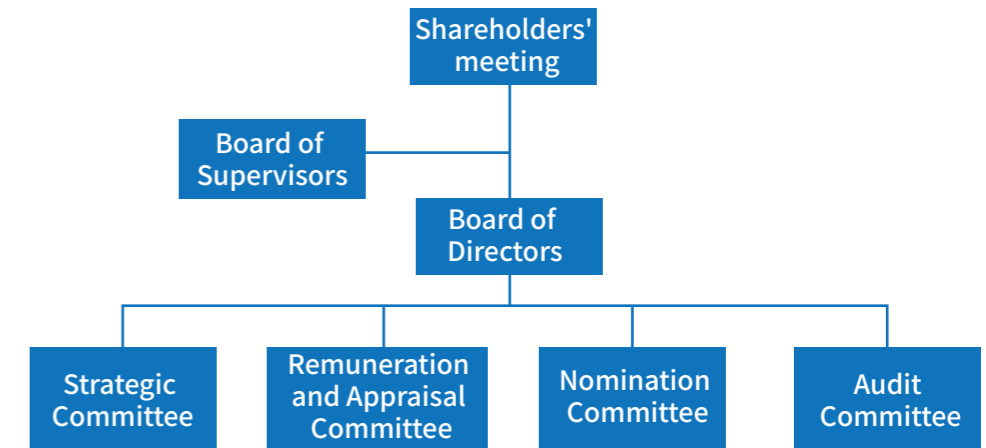 Shareholders'
meeting
Board of
Supervisors
Board of
Directors
Strategic
Committee
Remuneration
and Appraisal
Committee
Nomination
Committee
Audit
Committee